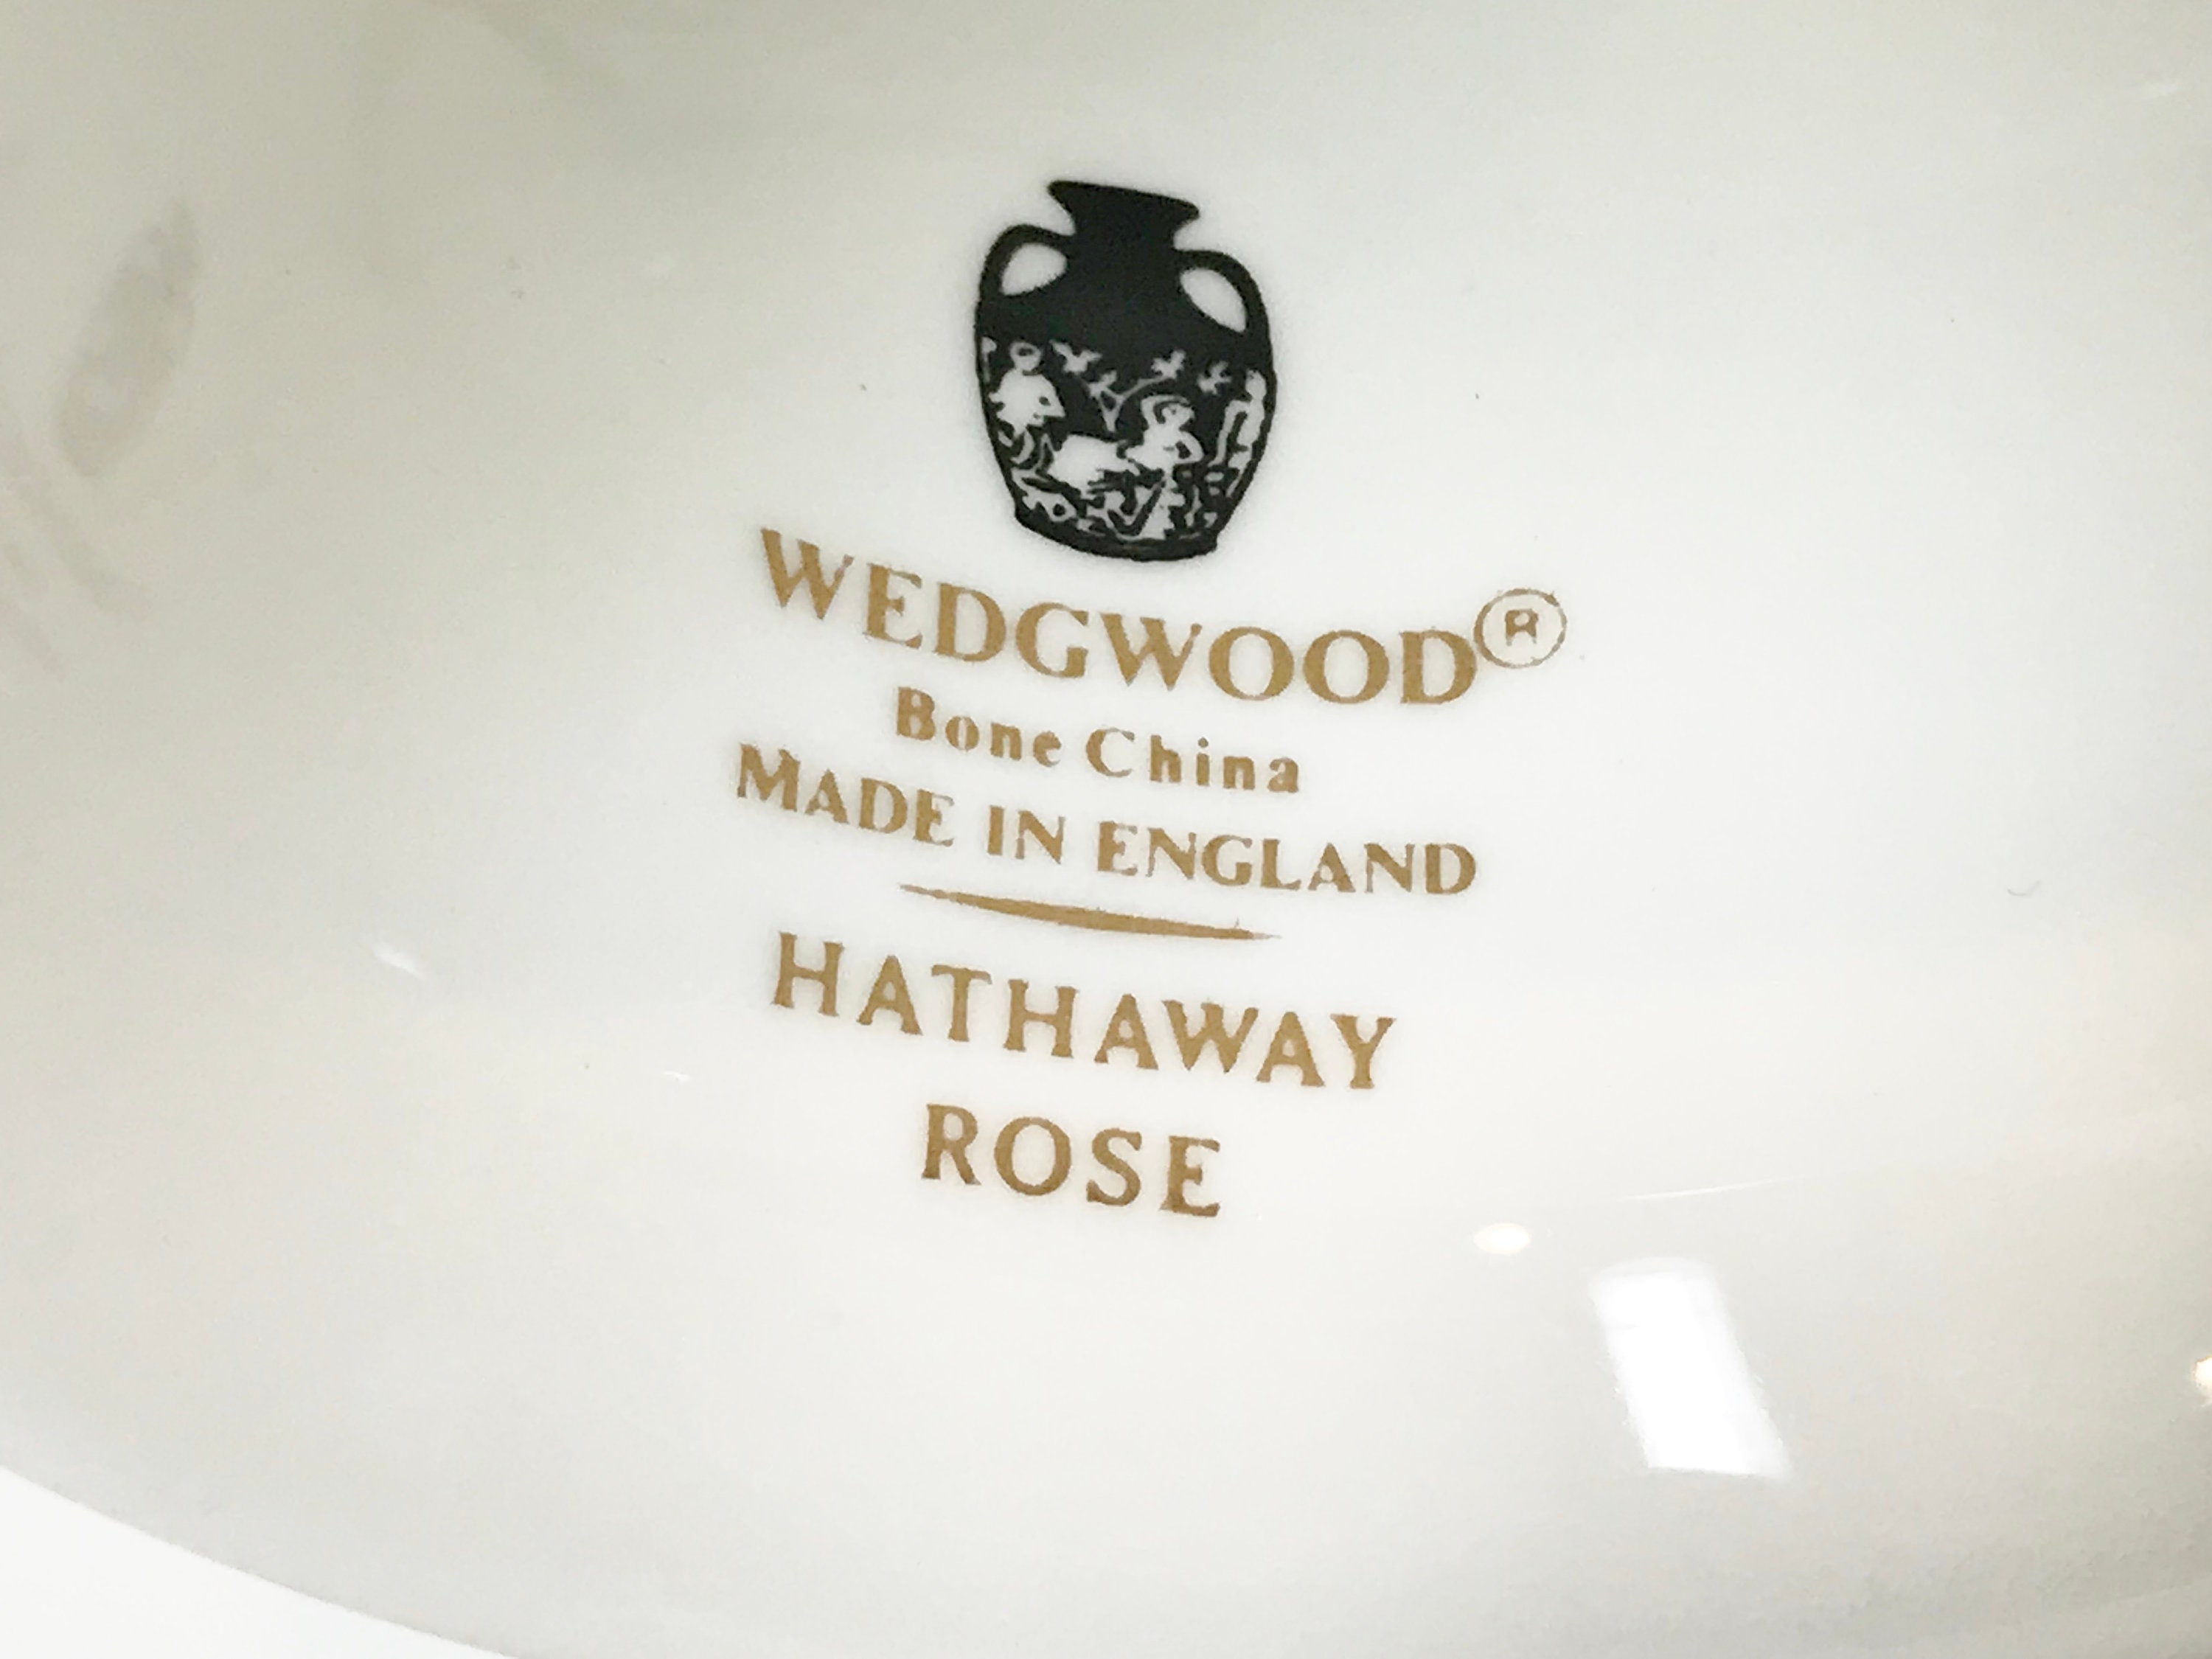 WEDGWOOD®
Bone China
MADE IN ENGLAND
HATHAWAY
ROSE